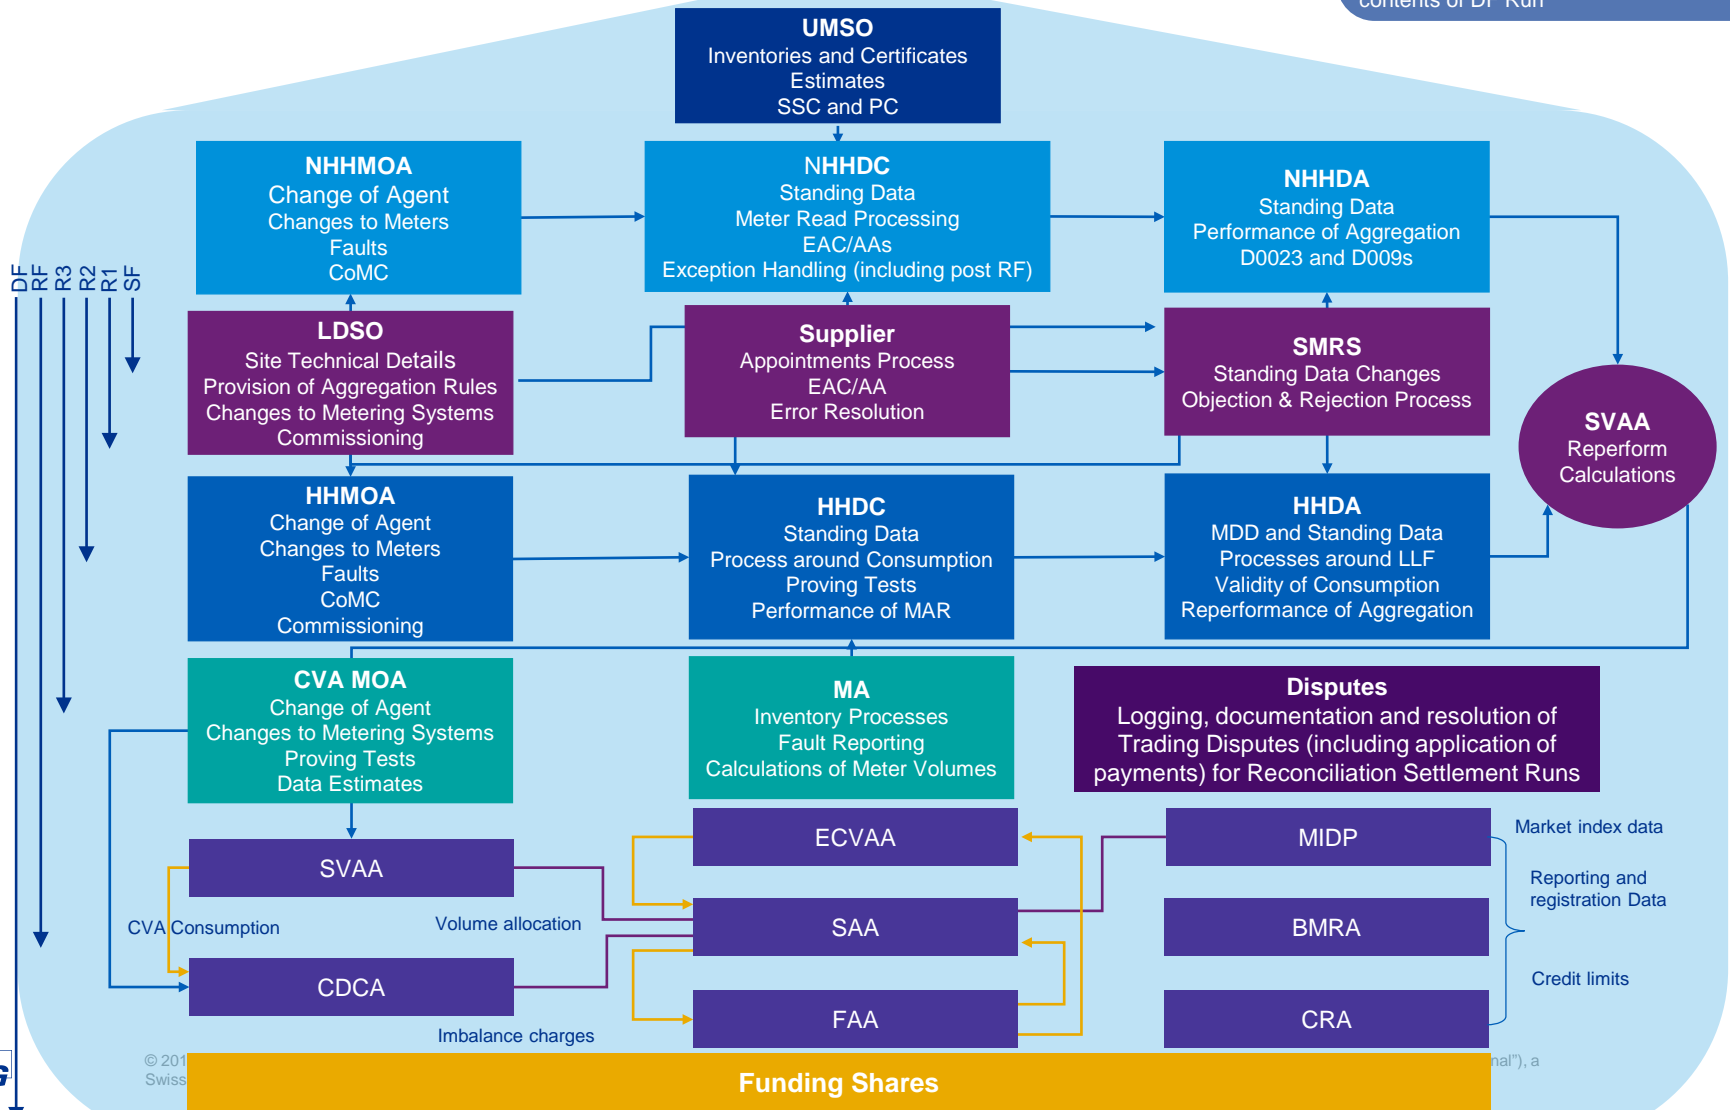 contents of DF Run
UMSO
Inventories and Certificates
Estimates
SSC and PC
NHHMOA
Change of Agent
Changes to Meters
Faults
CoMC
NHHDC
Standing Data
Meter Read Processing
EAC/AAs
Exception Handling (including post RF)
NHHDA
Standing Data
Performance of Aggregation
D0023 and D009s
DF
RF
R3
R2
R1
SF
LDSO
Site Technical Details
Provision of Aggregation Rules
Changes to Metering Systems
Commissioning
Supplier
Appointments Process
EAC/AA
Error Resolution
SMRS
Standing Data Changes
Objection & Rejection Process
SVAA
Reperform
Calculations
HHMOA
Change of Agent
Changes to Meters
Faults
CoMC
Commissioning
HHDC
Standing Data
Process around Consumption
Proving Tests
Performance of MAR
HHDA
MDD and Standing Data
Processes around LLF
Validity of Consumption
Reperformance of Aggregation
CVA MOA
Change of Agent
Changes to Metering Systems
Proving Tests
Data Estimates
MA
Inventory Processes
Fault Reporting
Calculations of Meter Volumes
Disputes
Logging, documentation and resolution of
Trading Disputes (including application of
payments) for Reconciliation Settlement Runs
SVAA
ECVAA
MIDP
Market index data
Reporting and
registration Data
CVA Consumption
Volume allocation
SAA
BMRA
CDCA
Credit limits
FAA
CRA
Imbalance charges
© 201
nal"), a
Swiss
Funding Shares